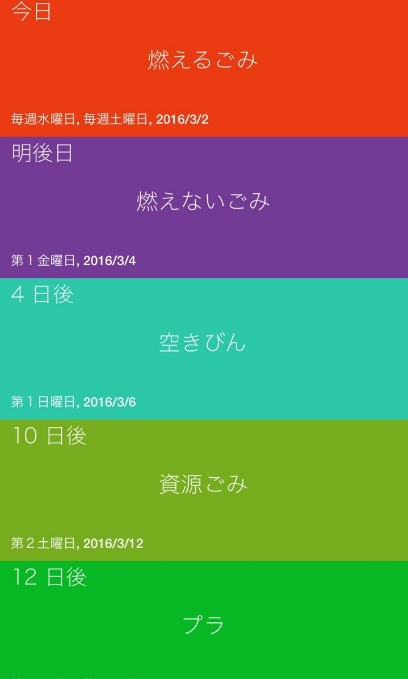 今日
燃えるごみ
毎週水曜日, 毎週土曜日, 2016/3/2
明後日
燃えないごみ
第１金曜日, 2016/3/4
4 日後
空きびん
第１日曜日, 2016/3/6
10 日後
資源ごみ
第２土曜日, 2016/3/12
12 日後
プラ